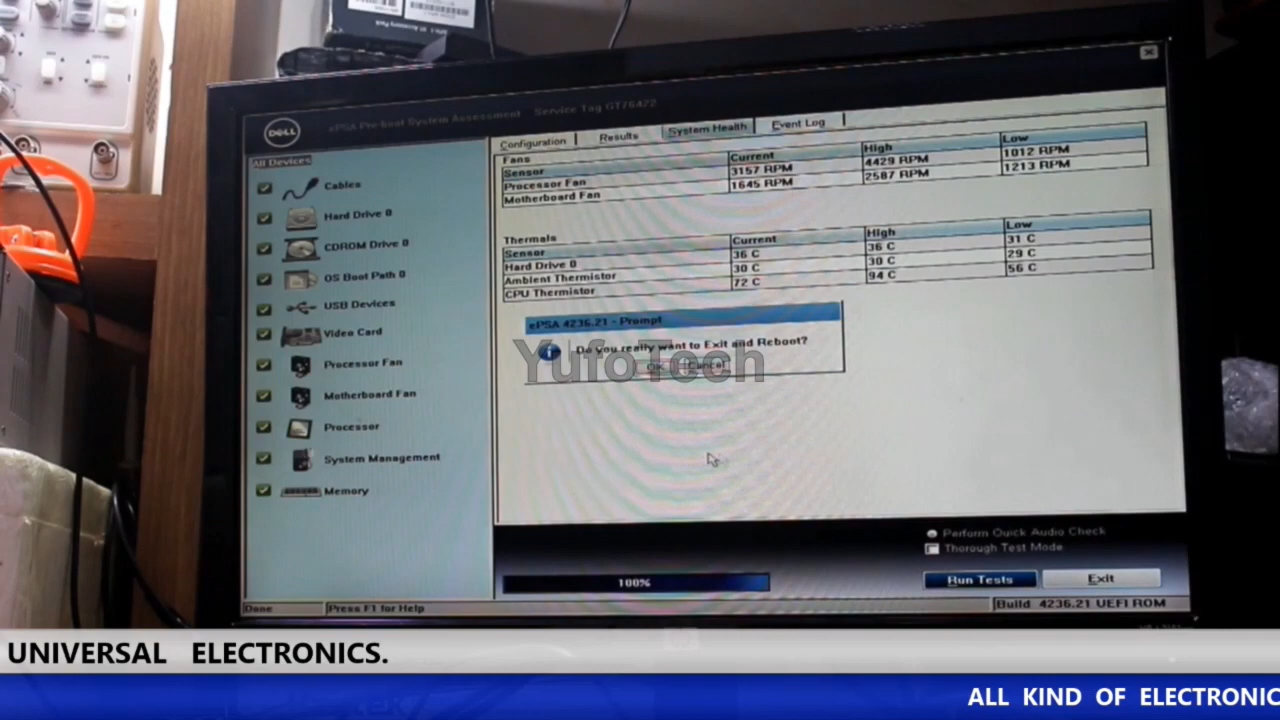 DELL
ePSA Pre-boot System Assessment Service Tag GT76422
All Devices
Cables
Hard Drive 0
CDROM Drive 0
OS Boot Path 0
USB Devices
Video Card
Processor Fan
Motherboard Fan
Processor
System Management
Memory
Configuration Results System Health Event Log
Fans
Sensor Current High Low
Processor Fan 3157 RPM 4429 RPM 1012 RPM
Motherboard Fan 1645 RPM 2587 RPM 1213 RPM
Thermals
Sensor Current High Low
Hard Drive 0 36 C 36 C 31 C
Ambient Thermistor 30 C 30 C 29 C
CPU Thermistor 72 C 94 C 56 C
ePSA 4236.21 - Prompt
Do you really want to Exit and Reboot?
OK Cancel
YufoTech
Perform Quick Audio Check
Thorough Test Mode
100% Run Tests Exit
Done Press F1 for Help Build 4236.21 UEFI ROM
UNIVERSAL ELECTRONICS.
ALL KIND OF ELECTRONIC